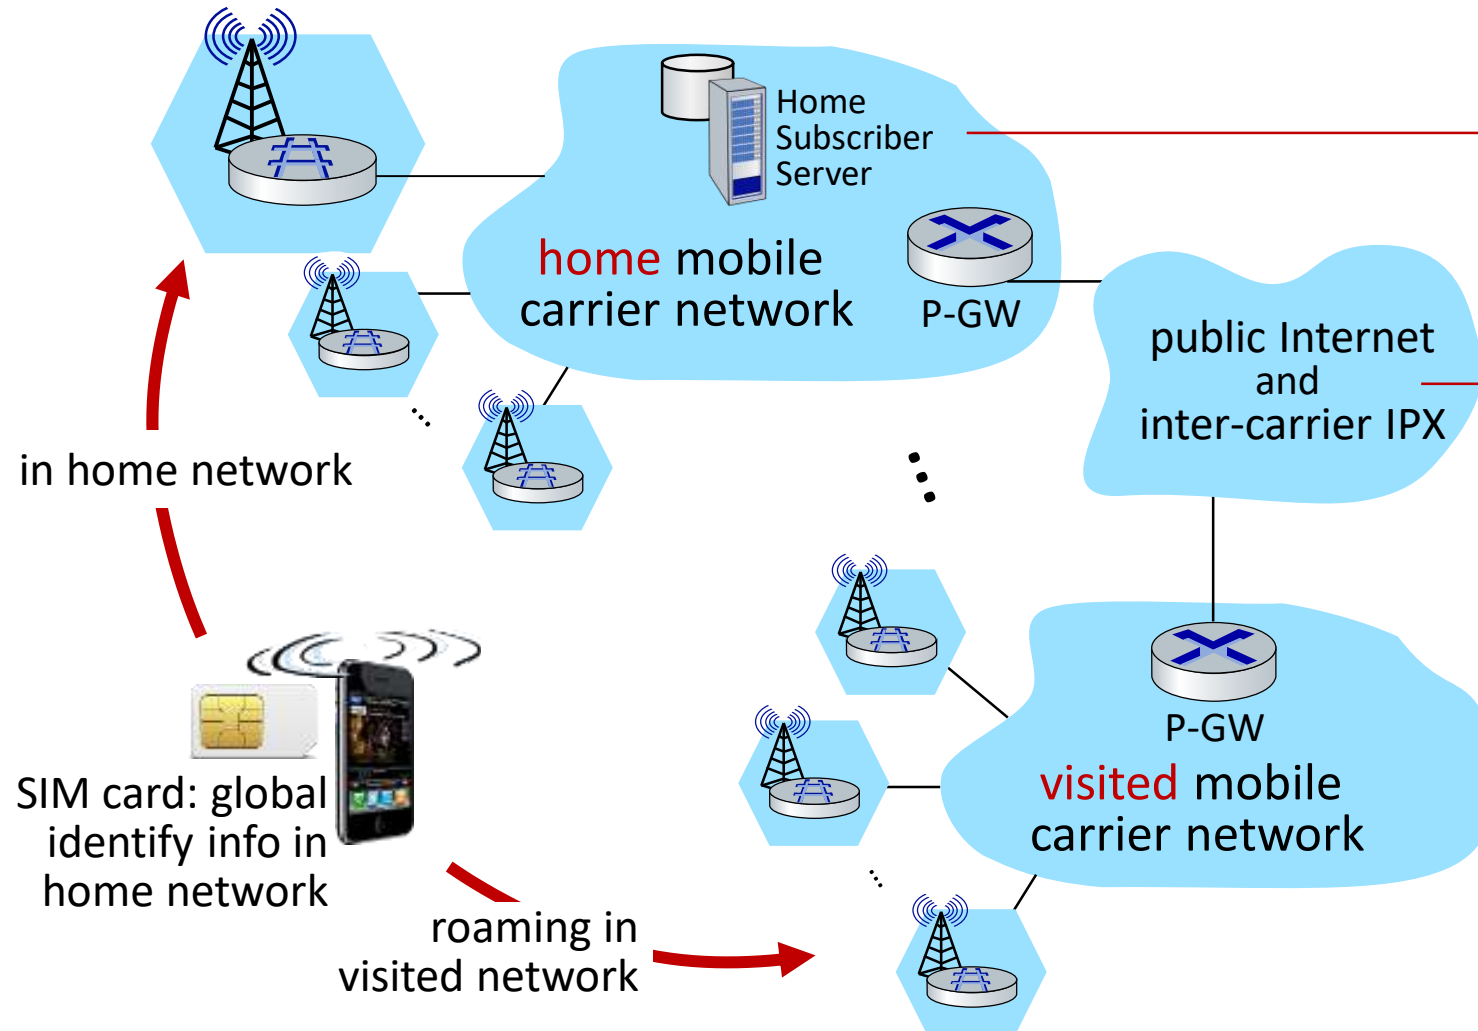 Home
Subscriber
Server
home mobile
carrier network
P-GW
public Internet
and
inter-carrier IPX
in home network
P-GW
visited mobile
carrier network
SIM card: global
identify info in
home network
roaming in
visited network